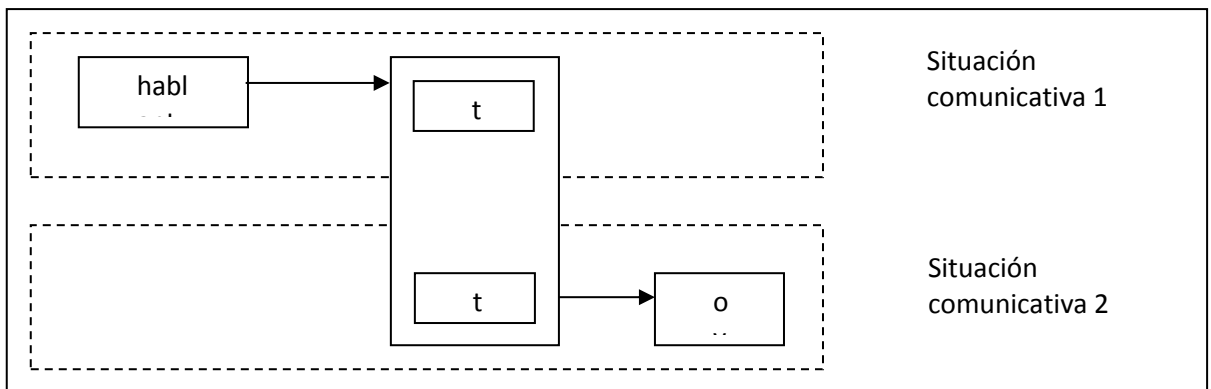 habl
t
Situación
comunicativa 1
t
o
Situación
comunicativa 2